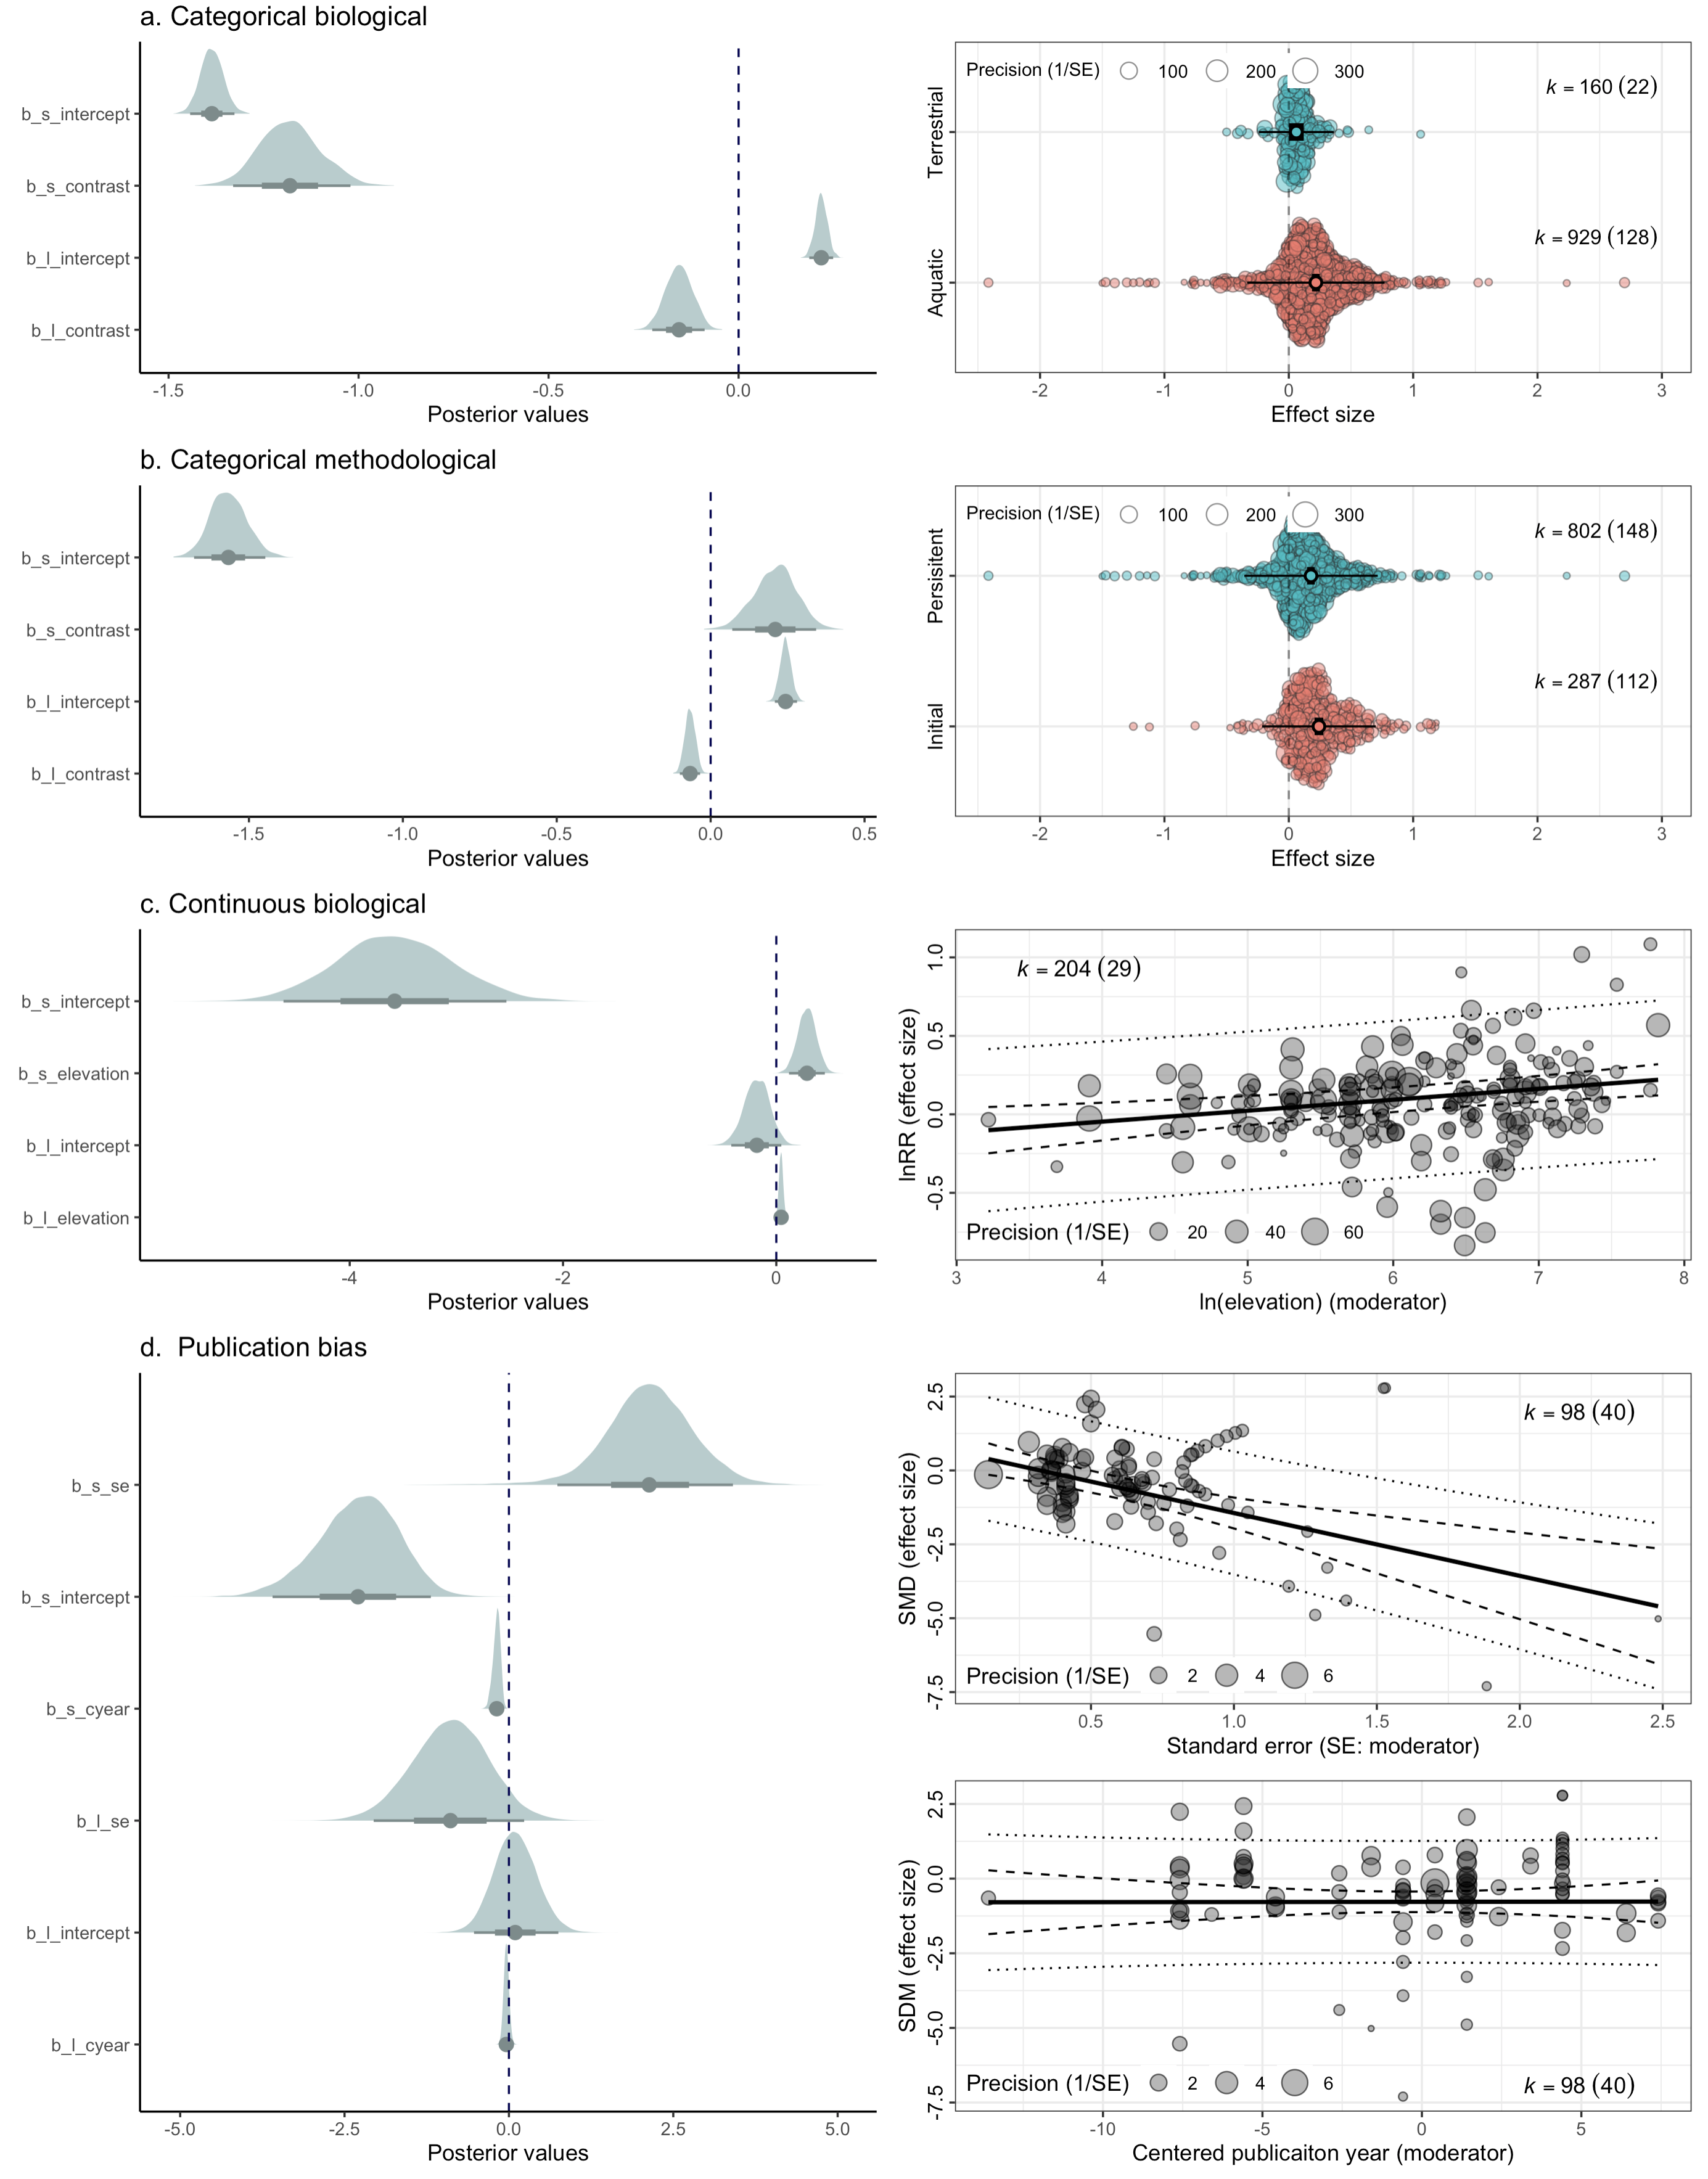 a. Categorical biological
b_s_intercept
b_s_contrast
b_l_intercept
b_l_contrast
-1.5 -1.0 -0.5 0.0
Posterior values
Precision (1/SE) 100 200 300
k = 160 (22)
Terrestrial
k = 929 (128)
Aquatic
-2 -1 0 1 2 3
Effect size
b. Categorical methodological
b_s_intercept
b_s_contrast
b_l_intercept
b_l_contrast
-1.5 -1.0 -0.5 0.0 0.5
Posterior values
Precision (1/SE) 100 200 300
k = 802 (148)
Persisitent
k = 287 (112)
Initial
-2 -1 0 1 2 3
Effect size
c. Continuous biological
b_s_intercept
b_s_elevation
b_l_intercept
b_l_elevation
-4 -2 0
Posterior values
k = 204 (29)
lnRR (effect size)
1.0
0.5
0.0
-0.5
Precision (1/SE) 20 40 60
3 4 5 6 7 8
ln(elevation) (moderator)
d. Publication bias
b_s_se
b_s_intercept
b_s_cyear
b_l_se
b_l_intercept
b_l_cyear
-5.0 -2.5 0.0 2.5 5.0
Posterior values
k = 98 (40)
SMD (effect size)
2.5
0.0
-2.5
-5.0
-7.5
Precision (1/SE) 2 4 6
0.5 1.0 1.5 2.0 2.5
Standard error (SE: moderator)
SDM (effect size)
2.5
0.0
-2.5
-5.0
-7.5
Precision (1/SE) 2 4 6
k = 98 (40)
-10 -5 0 5
Centered publicaiton year (moderator)